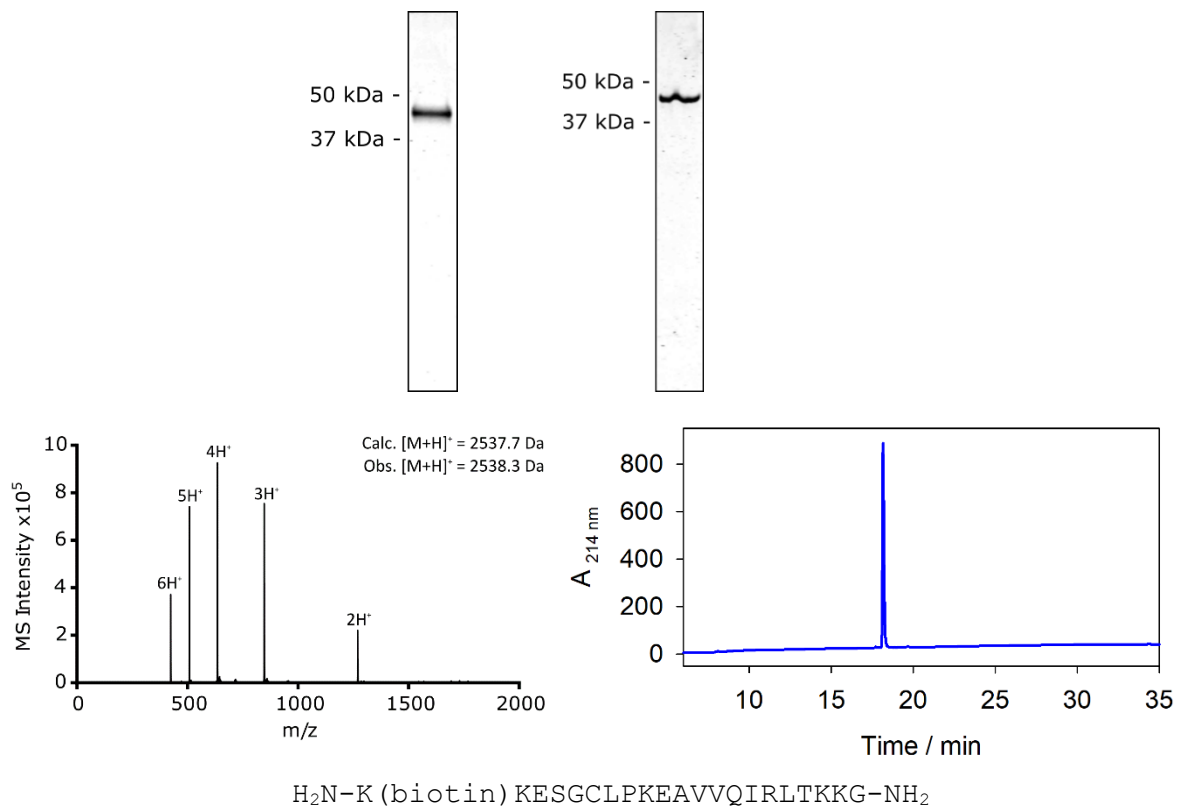 50 kDa -
37 kDa -
50 kDa -
37 kDa -
Calc. [M+H]⁺ = 2537.7 Da
Obs. [M+H]⁺ = 2538.3 Da
MS Intensity x10⁵
10
8
6
4
2
0
6H⁺
5H⁺
4H⁺
3H⁺
2H⁺
0
500
1000
1500
2000
m/z
A 214 nm
800
600
400
200
0
10
15
20
25
30
35
Time / min
H₂N-K(biotin)KESGCLPKEAVVQIRLTKKG-NH₂